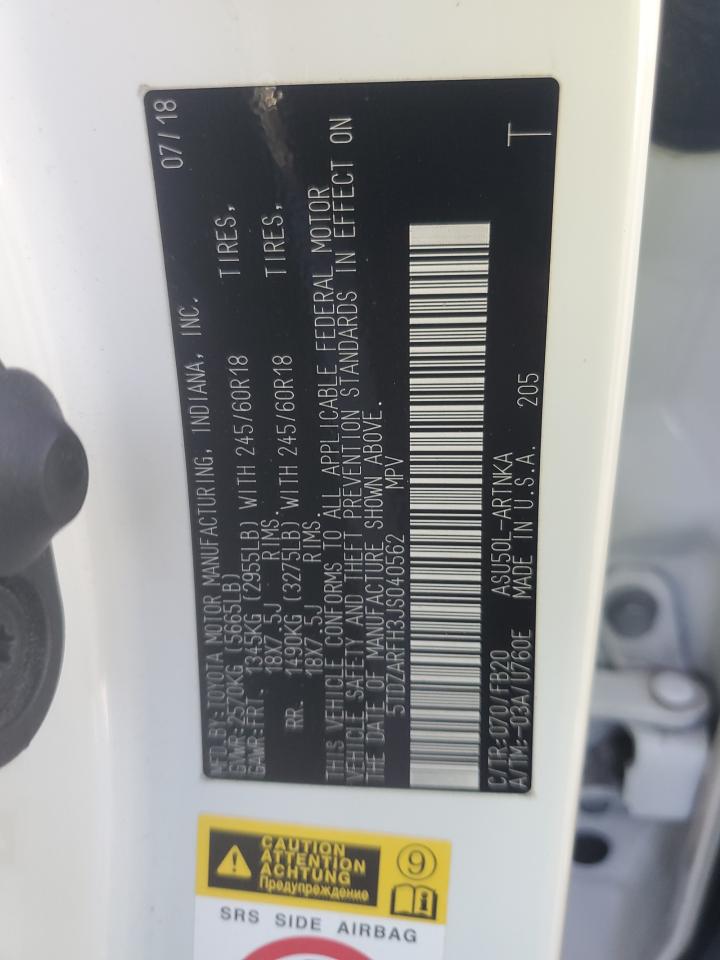 MFD. BY: TOYOTA MOTOR MANUFACTURING, INDIANA, INC. 07/18
GVWR: 2570KG (5665LB)
GAWR: FRT. 1345KG (2955LB) WITH 245/60R18 TIRES,
18X7.5J RIMS.
RR. 1490KG (3275LB) WITH 245/60R18 TIRES,
18X7.5J RIMS.
THIS VEHICLE CONFORMS TO ALL APPLICABLE FEDERAL MOTOR
VEHICLE SAFETY AND THEFT PREVENTION STANDARDS IN EFFECT ON
THE DATE OF MANUFACTURE SHOWN ABOVE.
5TDZARFH3JS040562 MPV
C/TR: 070/FB20 ASU50L-ARTNKA T
A/TM: -03A/U760E MADE IN U.S.A. 205
CAUTION
ATTENTION
ACHTUNG
Предупреждение
9
SRS SIDE AIRBAG